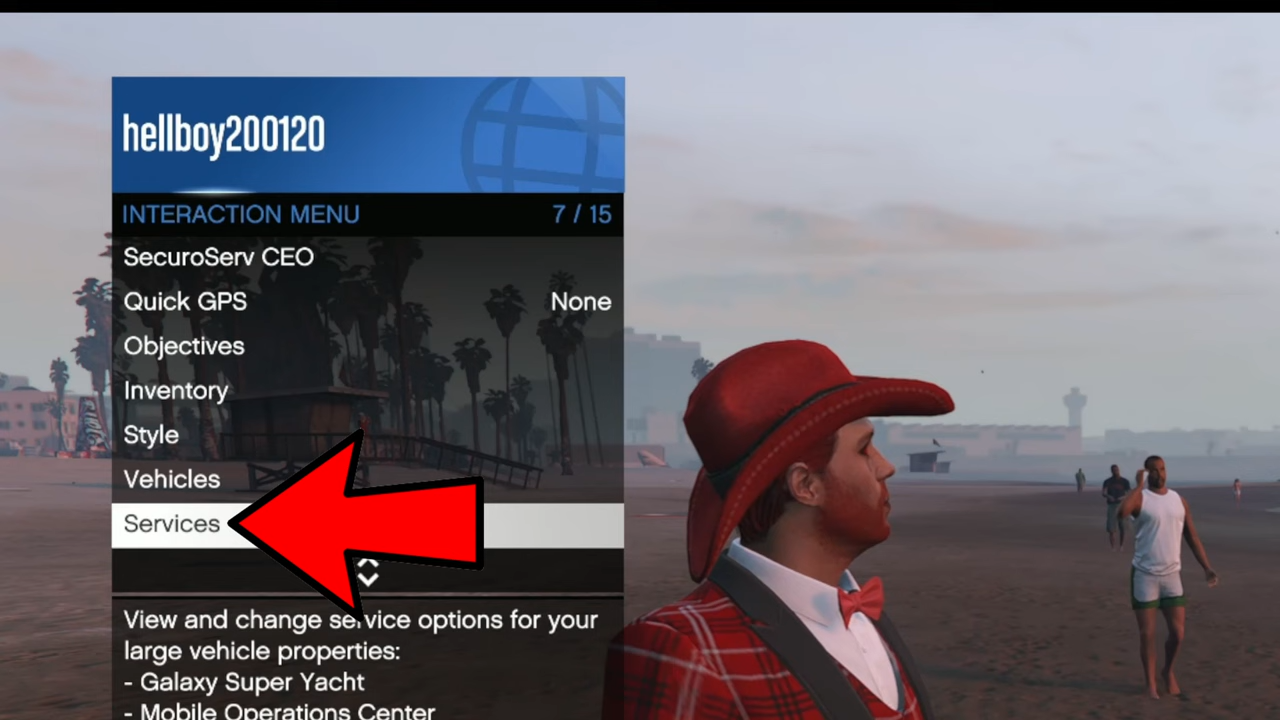 hellboy200120
INTERACTION MENU 7 / 15
SecuroServ CEO
Quick GPS None
Objectives
Inventory
Style
Vehicles
Services
View and change service options for your
large vehicle properties:
- Galaxy Super Yacht
- Mobile Operations Center